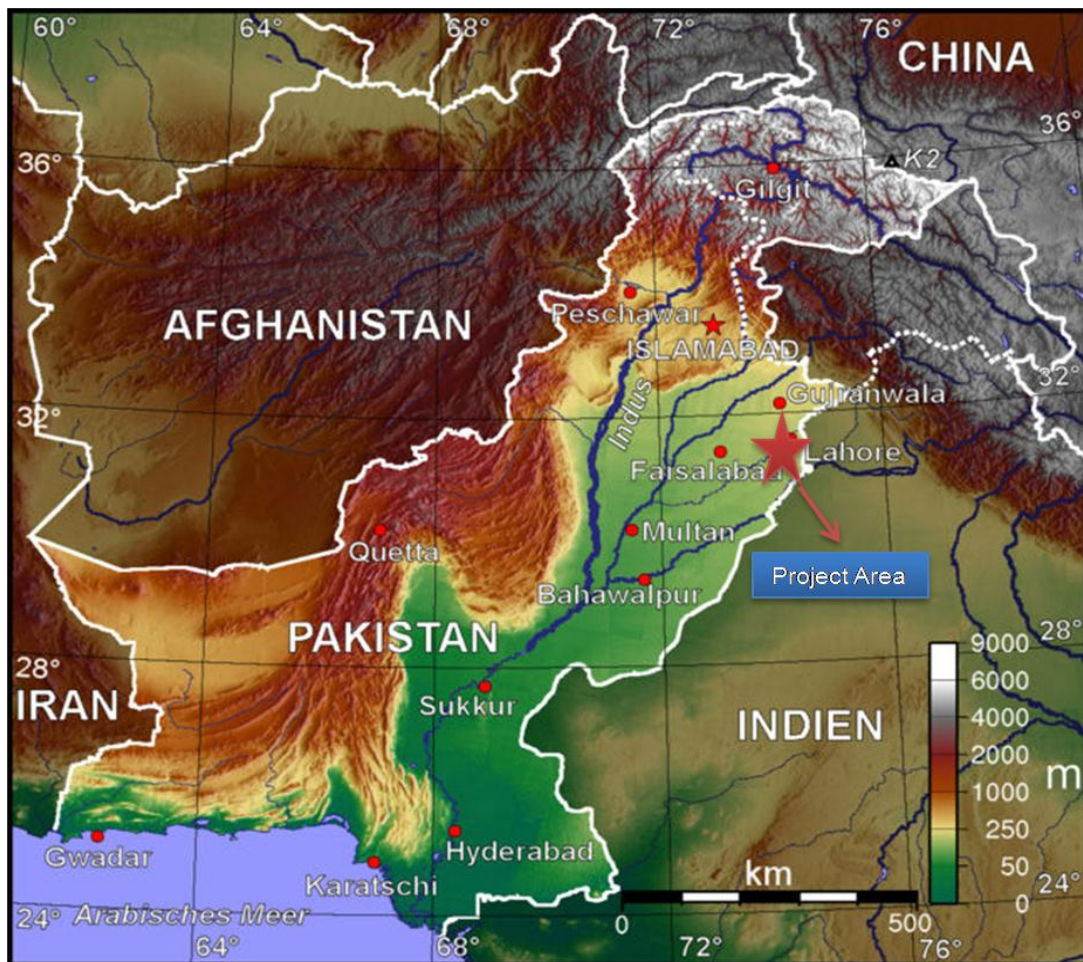 60° 64° 68° 72° 76°
CHINA
36°
36°
K2
Gilgit
AFGHANISTAN
Peschawar
ISLAMABAD
32°
32°
Indus
Gujranwala
Lahore
Faisalabad
Multan
Quetta
Project Area
Bahawalpur
PAKISTAN
28°
28°
9000
6000
4000
2000
1000
250
50
0
m
IRAN
Sukkur
INDIEN
Gwadar
Hyderabad
Karatschi
km
0 500
24°
24°
Arabisches Meer
64° 68° 72° 76°